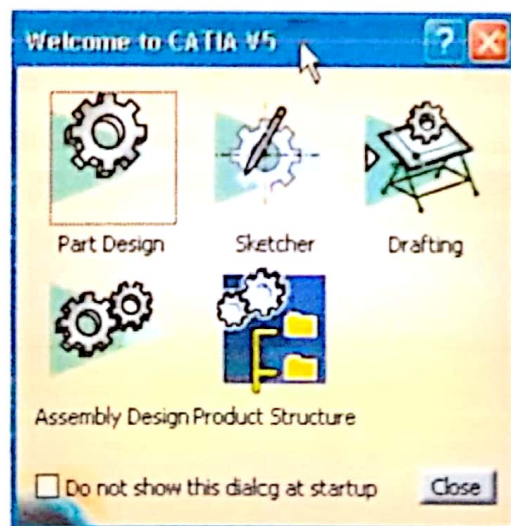 Welcome to CATIA V5 ?
Part Design Sketcher Drafting
Assembly Design Product Structure
Do not show this dialog at startup Close